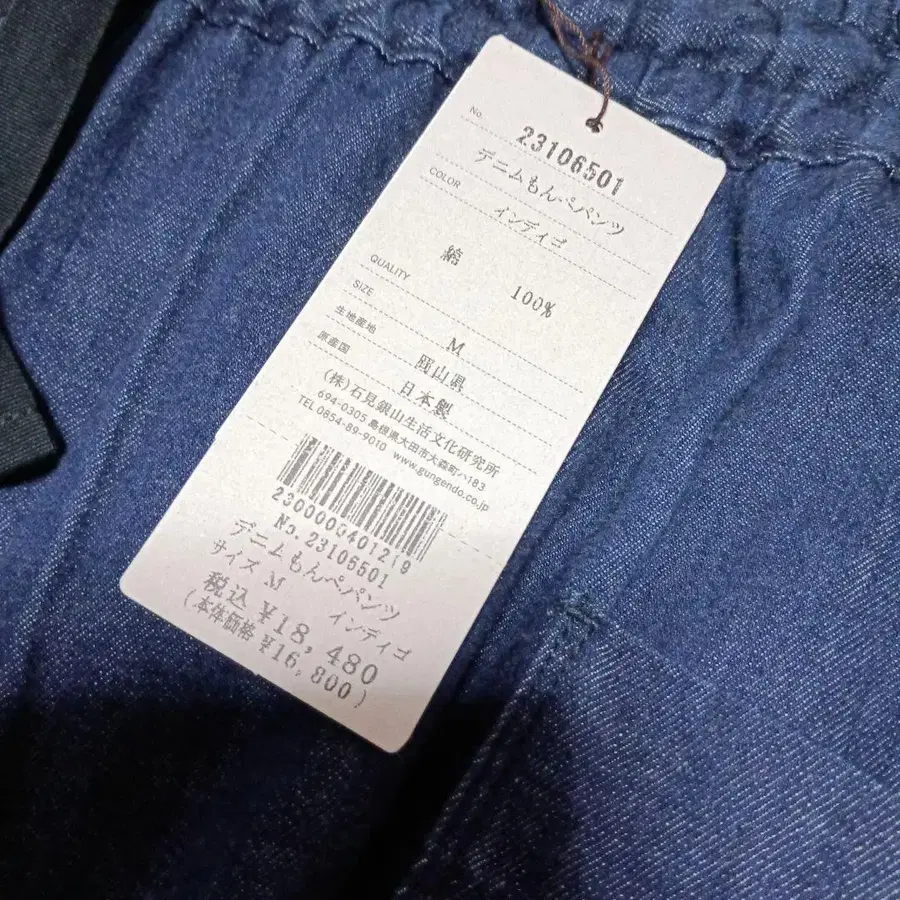 No. 23106501
デニムもんぺパンツ
COLOR インディゴ
QUALITY 綿 100%
SIZE M
生地産地 岡山県
原産国 日本製
(株)石見銀山生活文化研究所
694-0305 島根県大田市大森町ハ183
TEL 0854-89-9010 www.gungendo.co.jp
2300000401219
No. 23106501
デニムもんペパンツ
サイズ M インディゴ
税込 ¥18,480
(本体価格 ¥16,800)